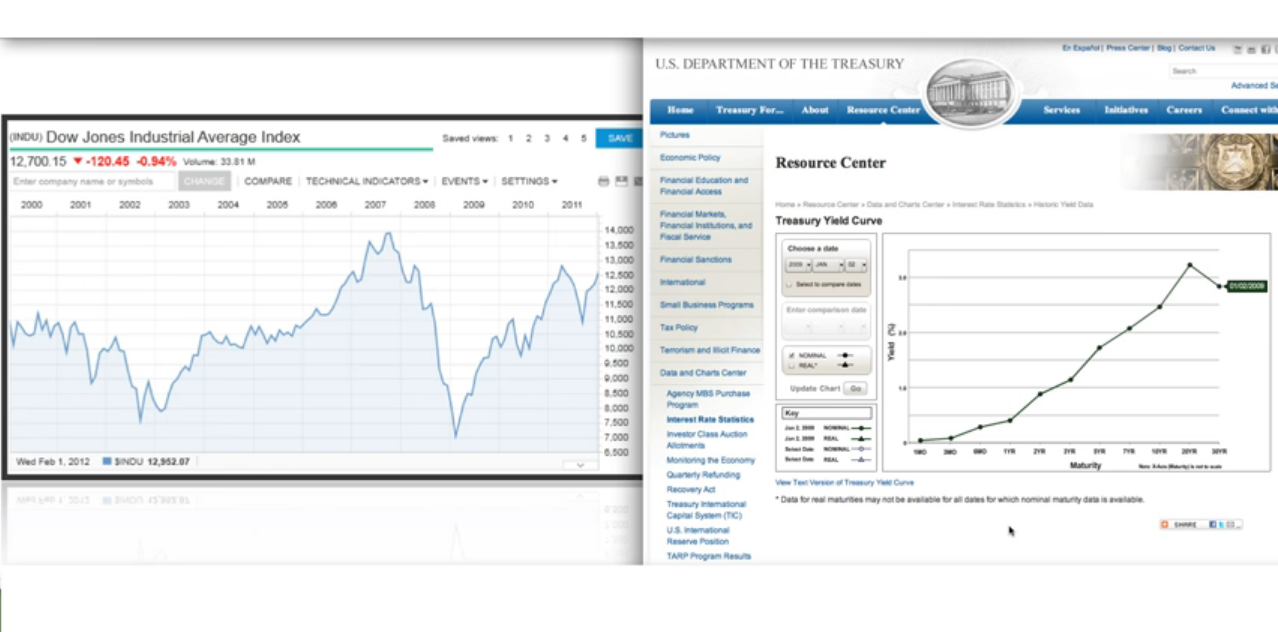 (INDU) Dow Jones Industrial Average Index
Saved views: 1 2 3 4 5 SAVE
12,700.15 ▼ -120.45 -0.94% Volume: 33.81 M
Enter company name or symbols CHANGE COMPARE TECHNICAL INDICATORS EVENTS SETTINGS
2000 2001 2002 2003 2004 2005 2006 2007 2008 2009 2010 2011
14,000
13,500
13,000
12,500
12,000
11,500
11,000
10,500
10,000
9,500
9,000
8,500
8,000
7,500
7,000
6,500
Wed Feb 1, 2012 $INDU 12,952.07
En Español | Press Center | Blog | Contact Us
U.S. DEPARTMENT OF THE TREASURY
Search
Advanced Se
Home Treasury For... About Resource Center Services Initiatives Careers Connect with
Pictures
Economic Policy
Financial Education and
Financial Access
Financial Markets,
Financial Institutions, and
Fiscal Service
Financial Sanctions
International
Small Business Programs
Tax Policy
Terrorism and Illicit Finance
Data and Charts Center
Agency MBS Purchase
Program
Interest Rate Statistics
Investor Class Auction
Allotments
Monitoring the Economy
Quarterly Refunding
Recovery Act
Treasury International
Capital System (TIC)
U.S. International
Reserve Position
TARP Program Results
Resource Center
Home » Resource Center » Data and Charts Center » Interest Rate Statistics » Historic Yield Data
Treasury Yield Curve
Choose a date
2009 JAN 02
Select to compare dates
Enter comparison date
NOMINAL
REAL*
Update Chart Go
Key
Jan 2, 2009 NOMINAL
Jan 2, 2009 REAL
Select Date NOMINAL
Select Date REAL
Yield (%)
3.0
2.0
1.0
0
01/02/2009
1MO 3MO 6MO 1YR 2YR 3YR 5YR 7YR 10YR 20YR 30YR
Maturity
Note: X-Axis (Maturity) is not to scale
View Text Version of Treasury Yield Curve
* Data for real maturities may not be available for all dates for which nominal maturity data is available.
SHARE